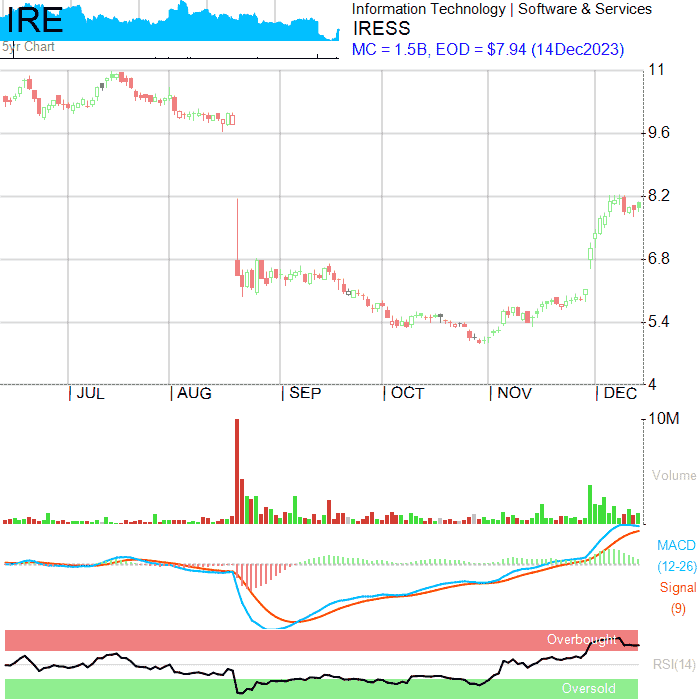 IRE
5yr Chart
Information Technology | Software & Services
IRESS
MC = 1.5B, EOD = $7.94 (14Dec2023)
11
9.6
8.2
6.8
5.4
4
JUL AUG SEP OCT NOV DEC
10M
Volume
MACD
(12-26)
Signal
(9)
Overbought
RSI(14)
Oversold